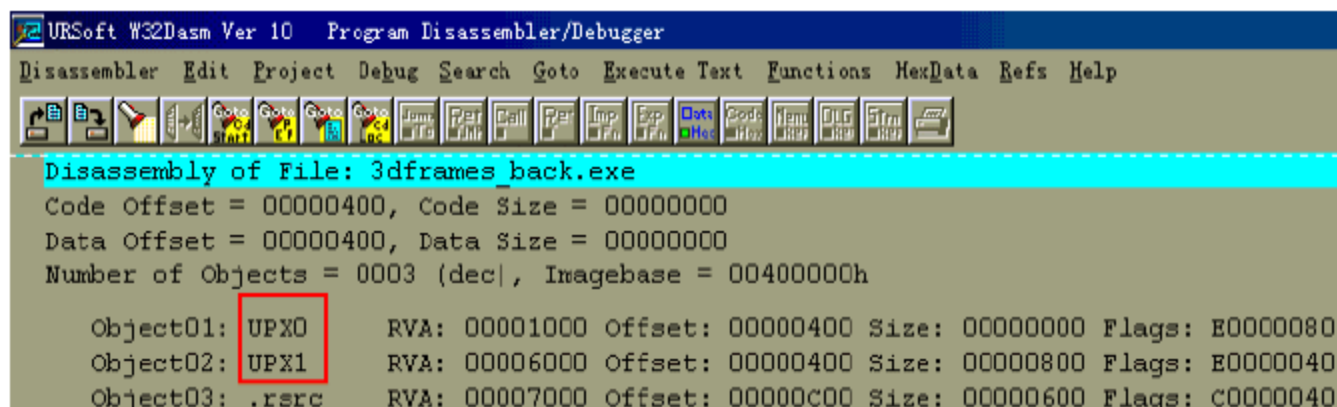 URSoft W32Dasm Ver 10 Program Disassembler/Debugger
Disassembler Edit Project Debug Search Goto Execute Text Functions HexData Refs Help
Disassembly of File: 3dframes_back.exe
Code Offset = 00000400, Code Size = 00000000
Data Offset = 00000400, Data Size = 00000000
Number of Objects = 0003 (dec), Imagebase = 00400000h
Object01: UPX0 RVA: 00001000 Offset: 00000400 Size: 00000000 Flags: E0000080
Object02: UPX1 RVA: 00006000 Offset: 00000400 Size: 00000800 Flags: E0000040
Object03: .rsrc RVA: 00007000 Offset: 00000C00 Size: 00000600 Flags: C0000040